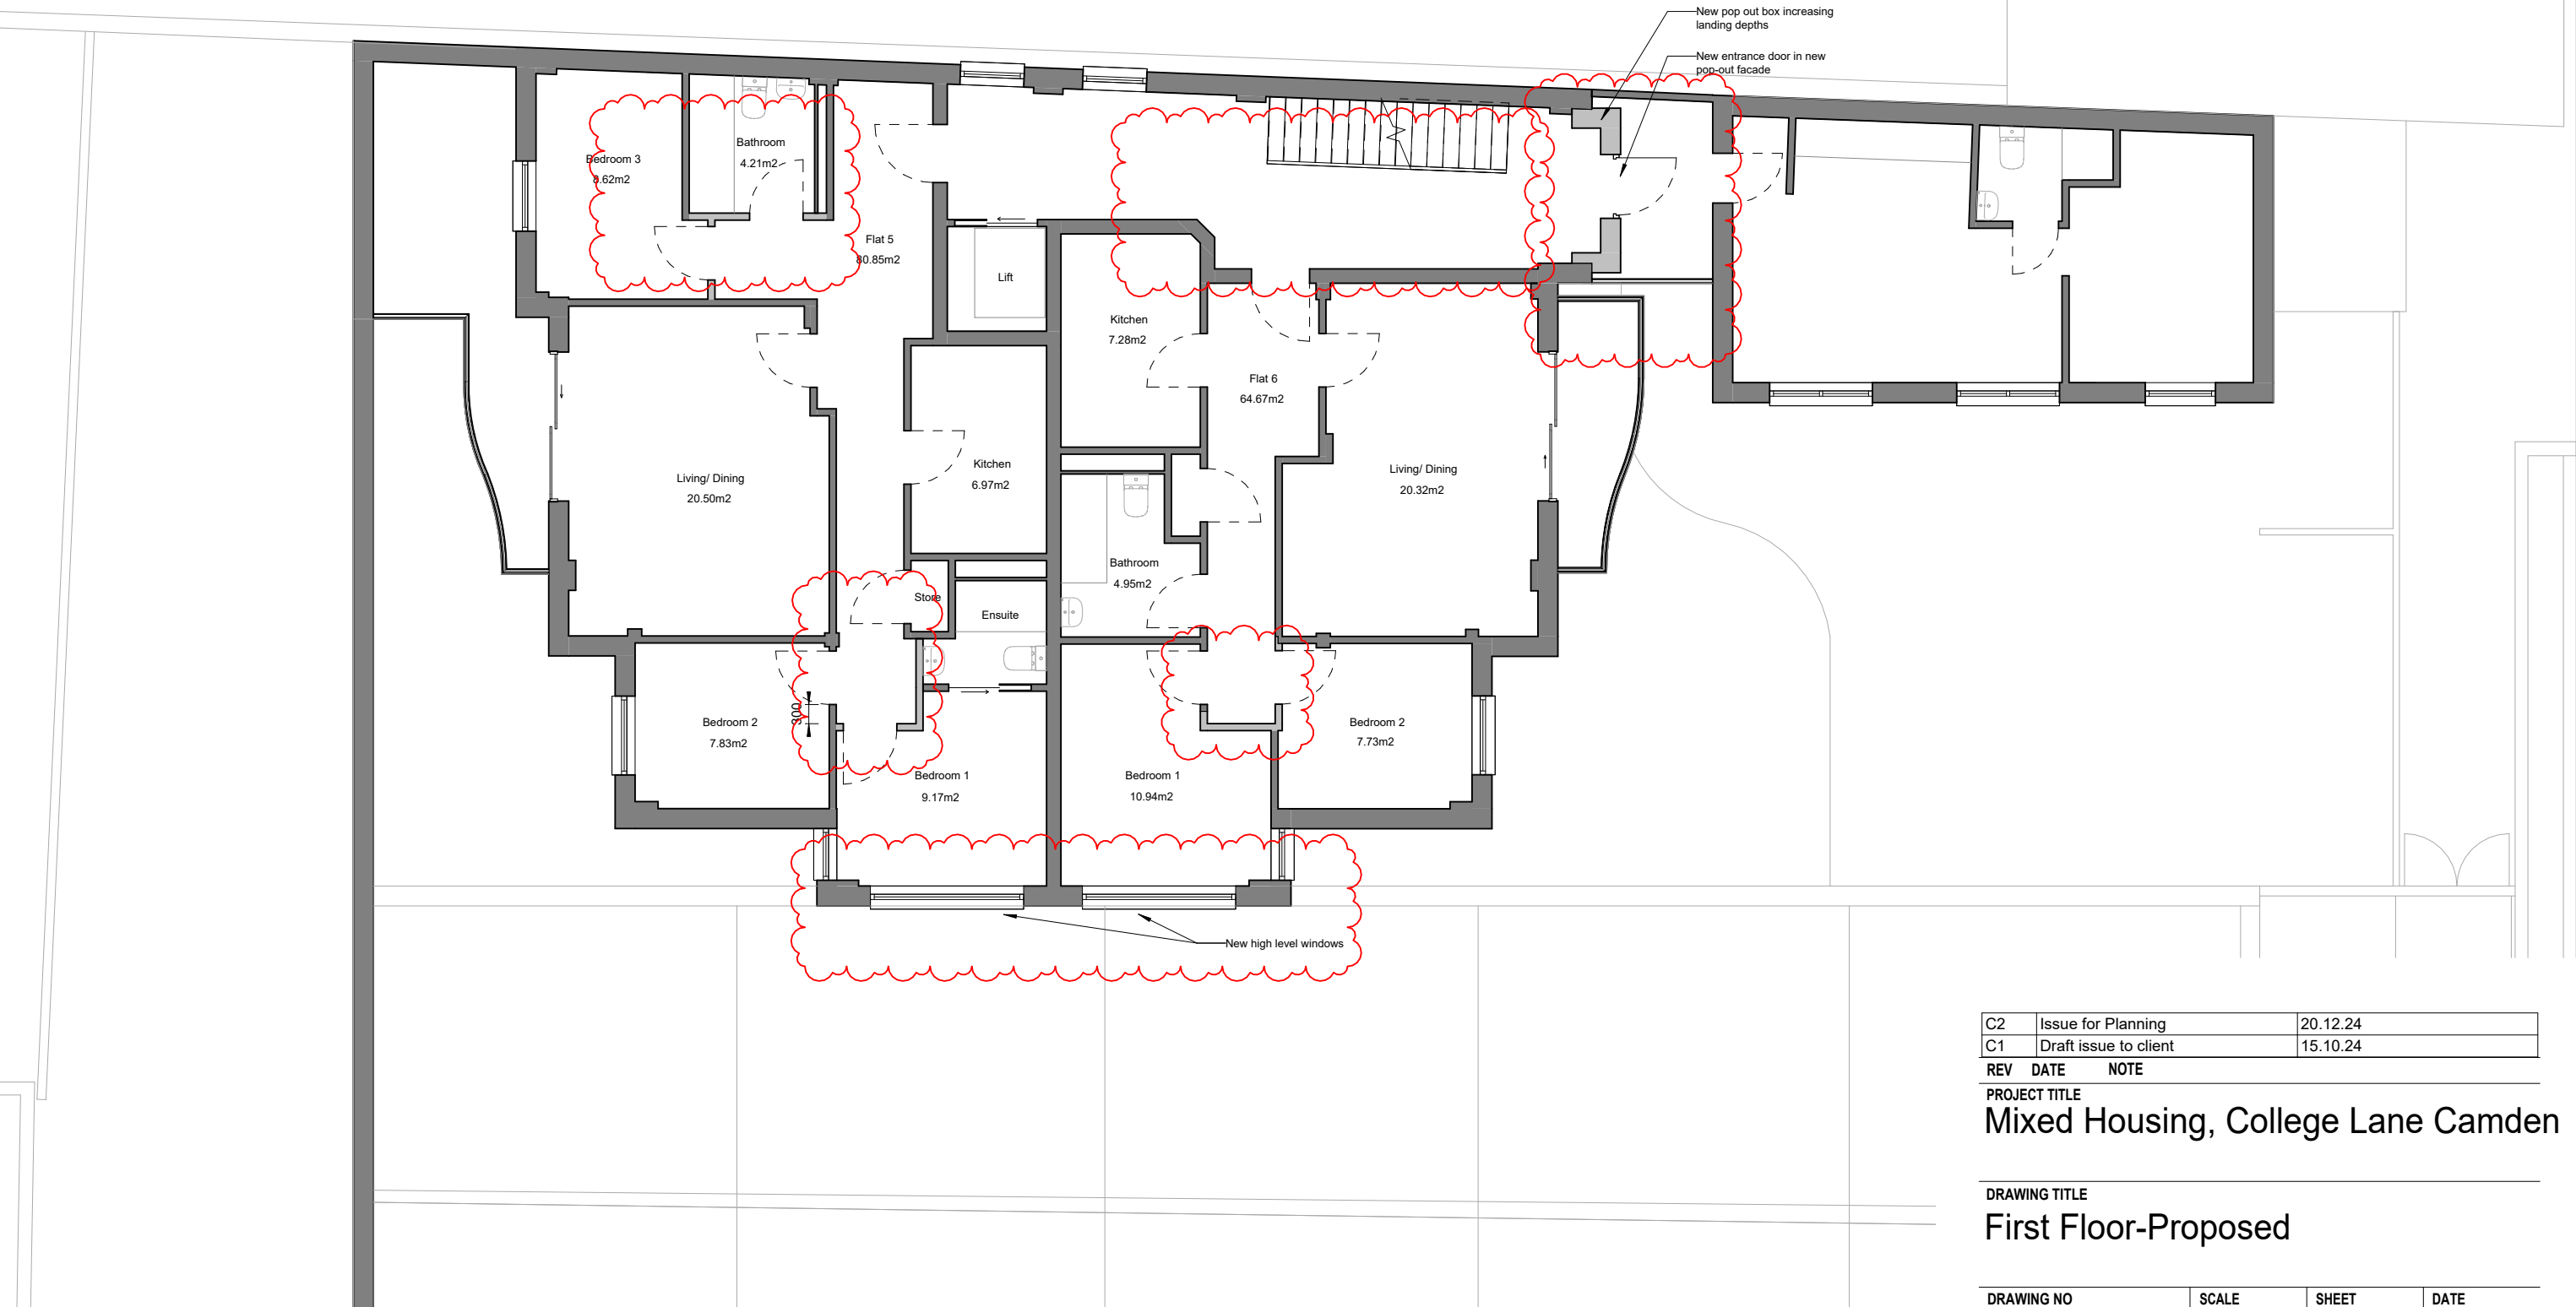 New pop out box increasing
landing depths
New entrance door in new
pop-out facade
Bedroom 3
8.62m2
Bathroom
4.21m2
Flat 5
80.85m2
Lift
Kitchen
7.28m2
Flat 6
64.67m2
Living/ Dining
20.50m2
Kitchen
6.97m2
Living/ Dining
20.32m2
Bathroom
4.95m2
Store
Ensuite
Bedroom 2
7.83m2
300
Bedroom 1
9.17m2
Bedroom 1
10.94m2
Bedroom 2
7.73m2
New high level windows
C2 Issue for Planning 20.12.24
C1 Draft issue to client 15.10.24
REV DATE NOTE
PROJECT TITLE
Mixed Housing, College Lane Camden
DRAWING TITLE
First Floor-Proposed
DRAWING NO SCALE SHEET DATE